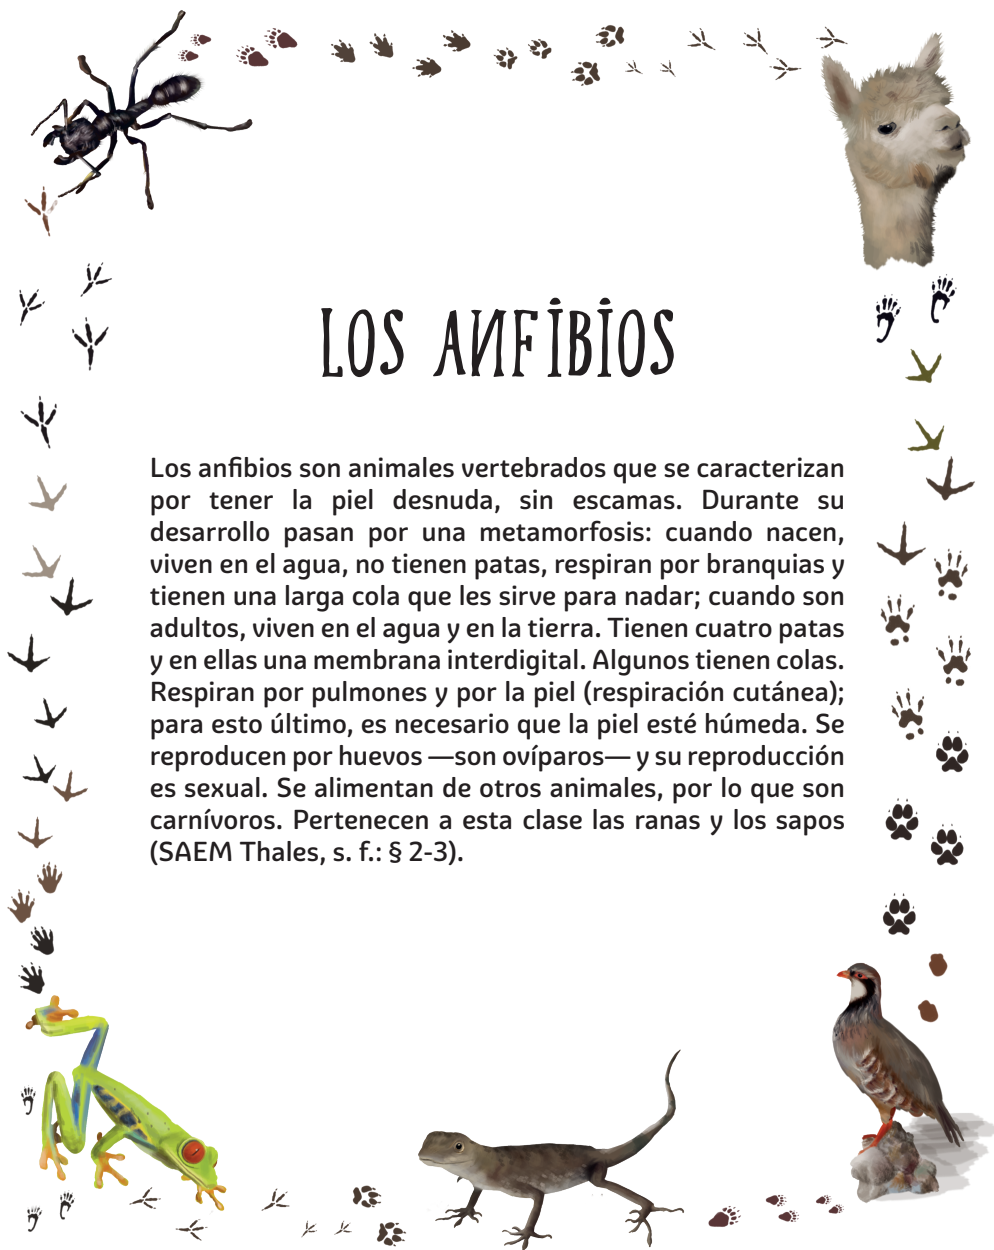 LOS ANFIBIOS
Los anfibios son animales vertebrados que se caracterizan
por tener la piel desnuda, sin escamas. Durante su
desarrollo pasan por una metamorfosis: cuando nacen,
viven en el agua, no tienen patas, respiran por branquias y
tienen una larga cola que les sirve para nadar; cuando son
adultos, viven en el agua y en la tierra. Tienen cuatro patas
y en ellas una membrana interdigital. Algunos tienen colas.
Respiran por pulmones y por la piel (respiración cutánea);
para esto último, es necesario que la piel esté húmeda. Se
reproducen por huevos —son ovíparos— y su reproducción
es sexual. Se alimentan de otros animales, por lo que son
carnívoros. Pertenecen a esta clase las ranas y los sapos
(SAEM Thales, s. f.: § 2-3).